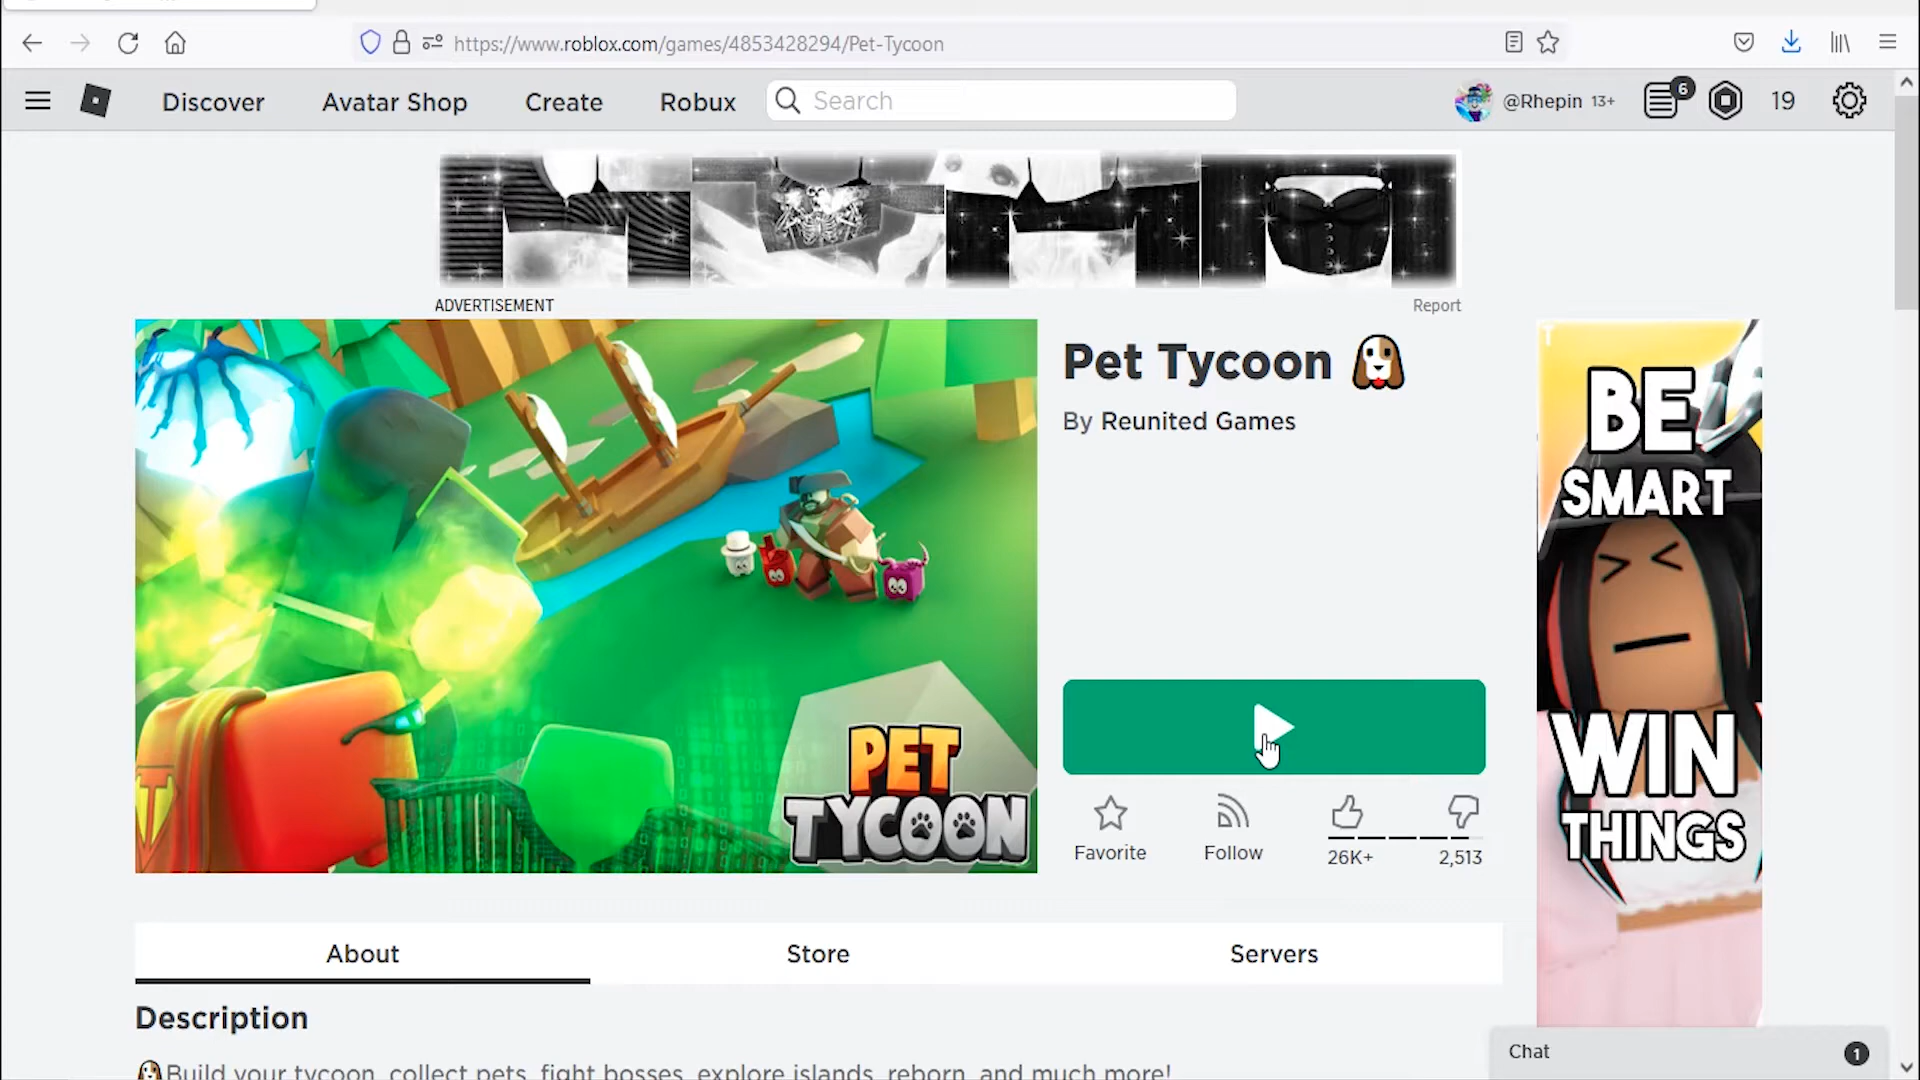 https://www.roblox.com/games/4853428294/Pet-Tycoon
Discover
Avatar Shop
Create
Robux
Search
@Rhepin 13+
6
19
ADVERTISEMENT
Report
Pet Tycoon
By Reunited Games
PET
TYCOON
T
BE
SMART
WIN
THINGS
Favorite
Follow
26K+
2,513
About
Store
Servers
Description
Build your tycoon, collect pets, fight bosses, explore islands, reborn, and much more!
Chat
1